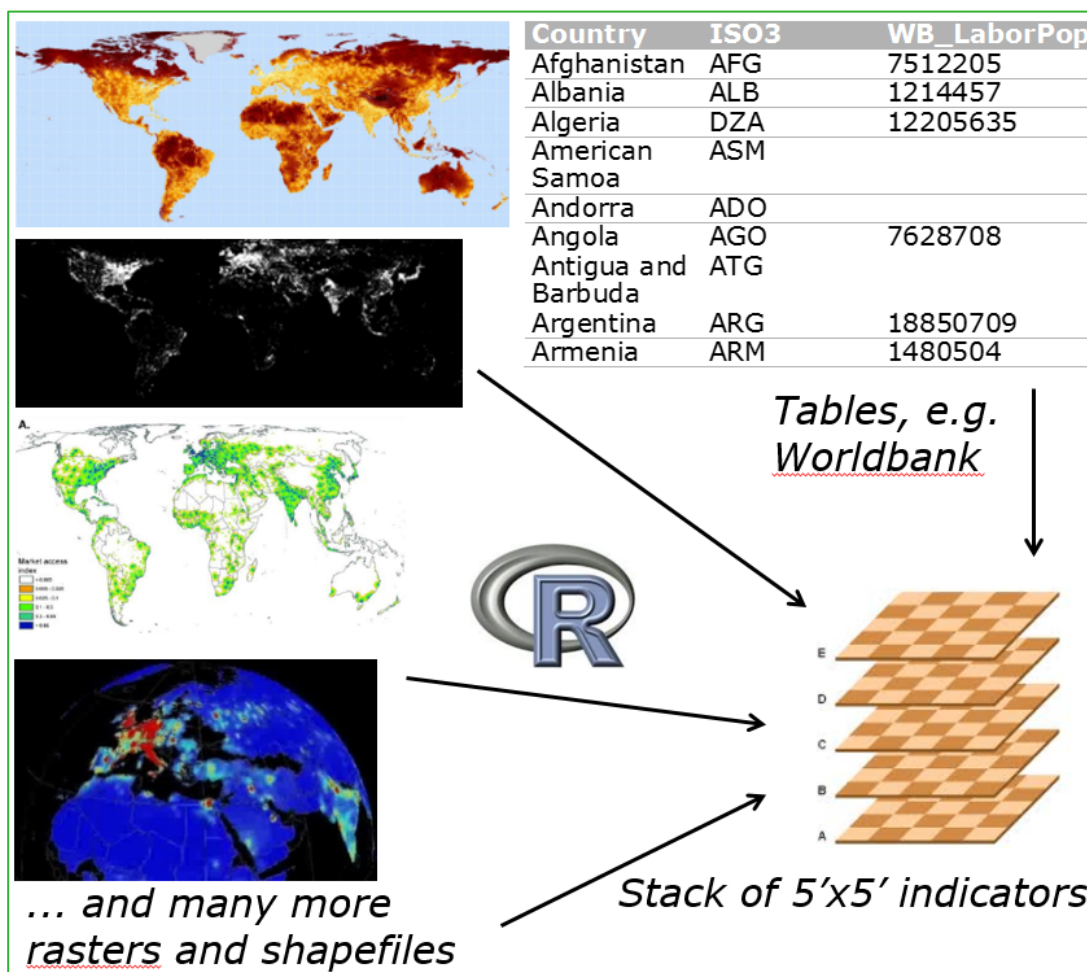 Country ISO3 WB_LaborPop
Afghanistan AFG 7512205
Albania ALB 1214457
Algeria DZA 12205635
American ASM
Samoa
Andorra ADO
Angola AGO 7628708
Antigua and ATG
Barbuda
Argentina ARG 18850709
Armenia ARM 1480504
Tables, e.g.
Worldbank
A.
Market access
index
R
E
D
C
B
A
Stack of 5'x5' indicators
... and many more
rasters and shapefiles